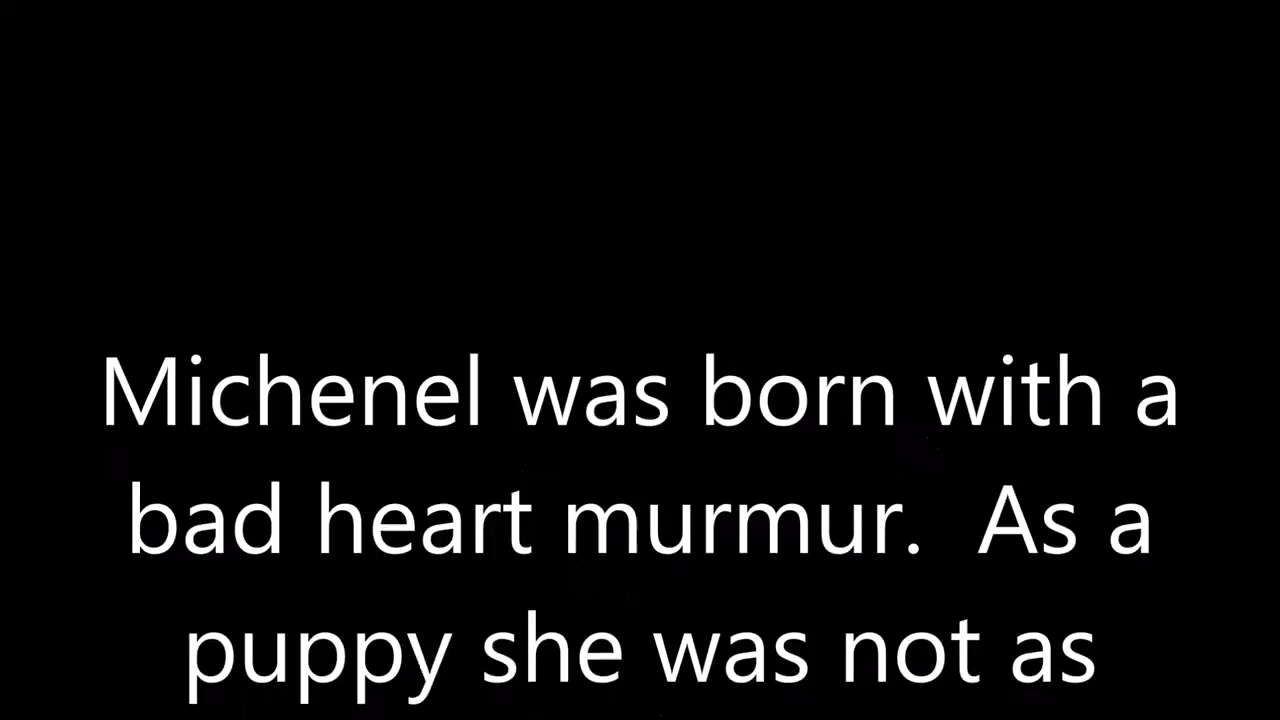 Michenel was born with a
bad heart murmur.  As a
puppy she was not as